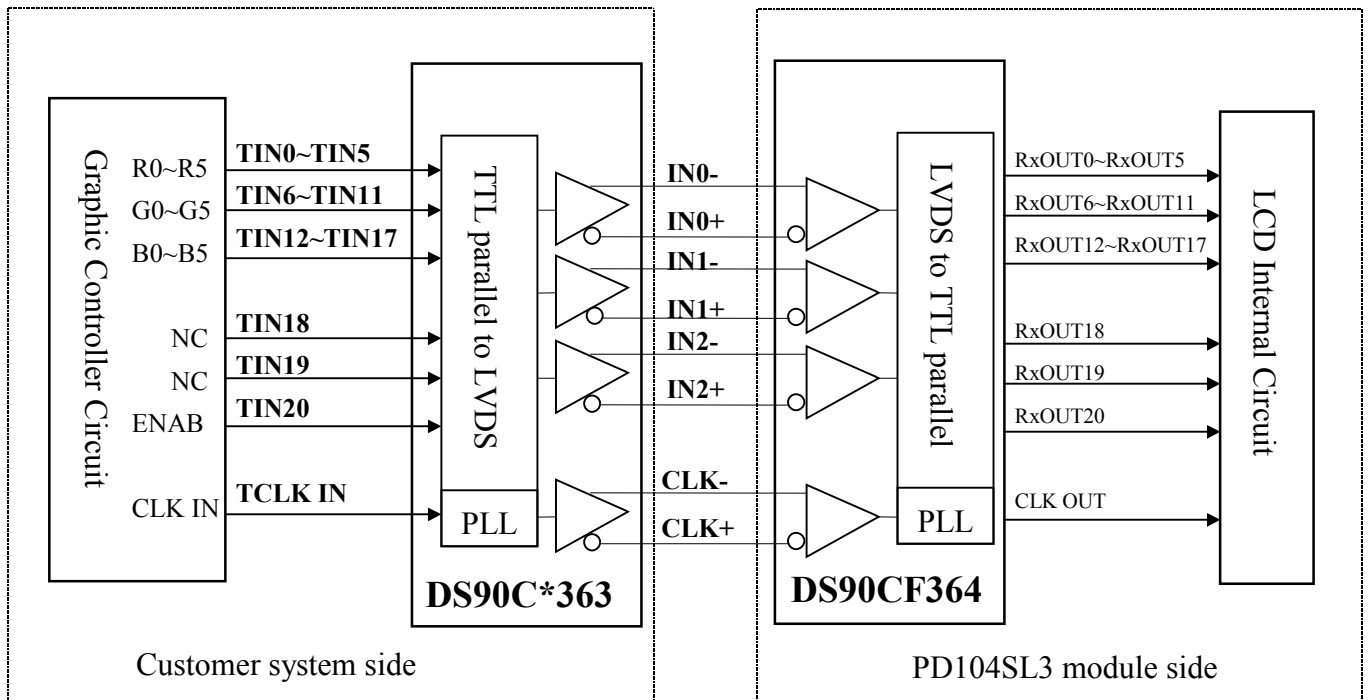 Graphic Controller Circuit
R0~R5
G0~G5
B0~B5
NC
NC
ENAB
CLK IN
TIN0~TIN5
TIN6~TIN11
TIN12~TIN17
TIN18
TIN19
TIN20
TCLK IN
TTL parallel to LVDS
PLL
DS90C*363
IN0-
IN0+
IN1-
IN1+
IN2-
IN2+
CLK-
CLK+
LVDS to TTL parallel
PLL
DS90CF364
RxOUT0~RxOUT5
RxOUT6~RxOUT11
RxOUT12~RxOUT17
RxOUT18
RxOUT19
RxOUT20
CLK OUT
LCD Internal Circuit
Customer system side
PD104SL3 module side